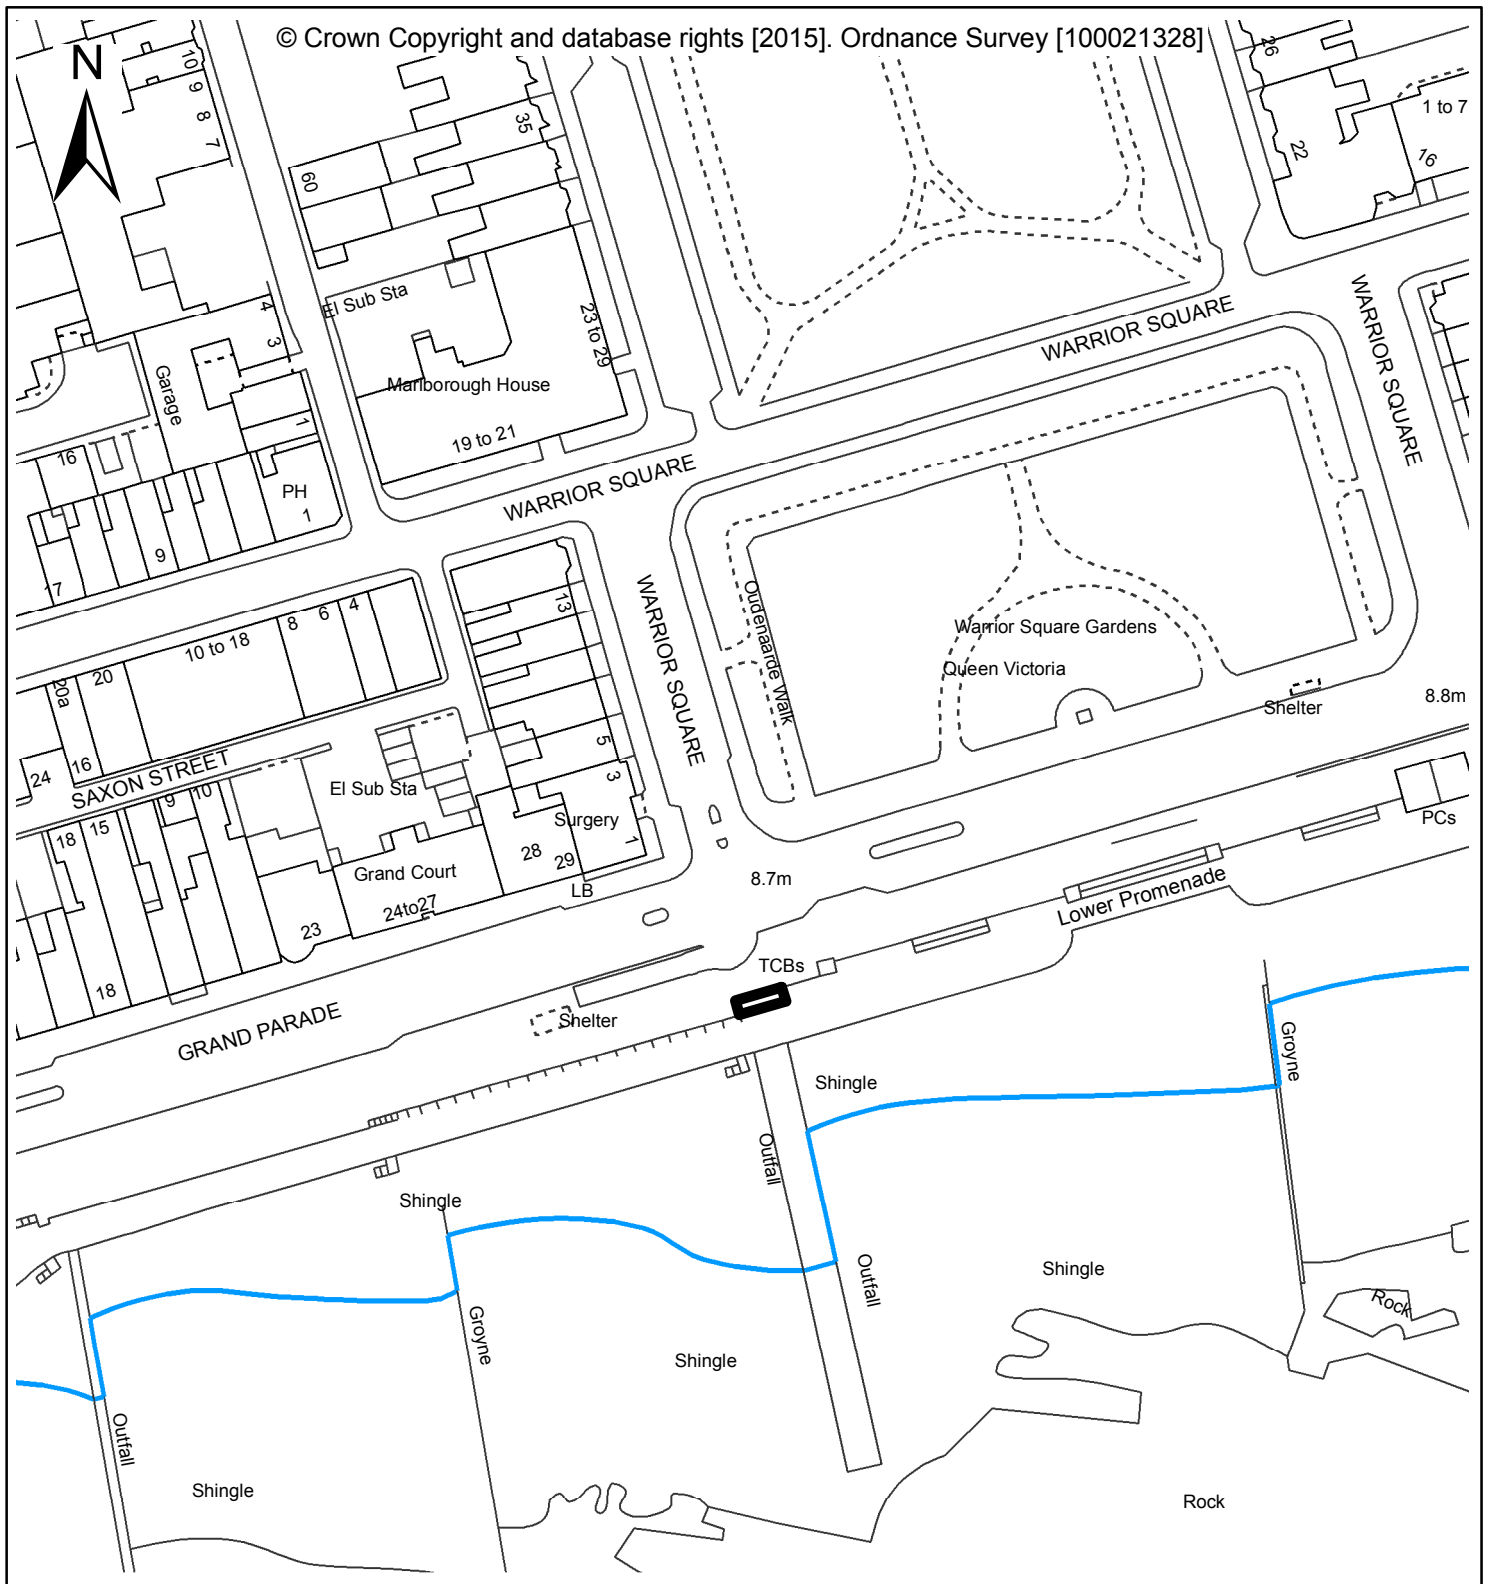 © Crown Copyright and database rights [2015]. Ordnance Survey [100021328]
N
10
9
8
7
35
60
26
22
1 to 7
16
El Sub Sta
23 to 29
Marlborough House
19 to 21
4
3
1
Garage
WARRIOR SQUARE
WARRIOR SQUARE
WARRIOR SQUARE
16
PH
1
9
17
13
WARRIOR SQUARE
Oudenaarde Walk
Warrior Square Gardens
Queen Victoria
Shelter
8.8m
10 to 18
8
6
4
20
20a
16
24
SAXON STREET
5
3
1
Surgery
El Sub Sta
9
10
18
15
Grand Court
24to27
28
29
LB
23
18
8.7m
PCs
Lower Promenade
TCBs
Shelter
GRAND PARADE
Shingle
Groyne
Outfall
Shingle
Outfall
Shingle
Rock
Groyne
Shingle
Outfall
Shingle
Rock